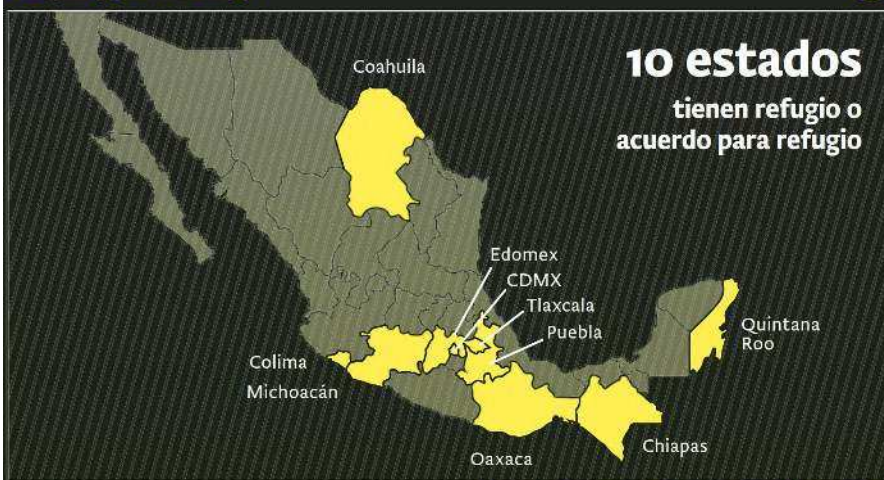 10 estados
tienen refugio o
acuerdo para refugio
Coahuila
Edomex
CDMX
Tlaxcala
Puebla
Quintana
Roo
Colima
Michoacán
Chiapas
Oaxaca